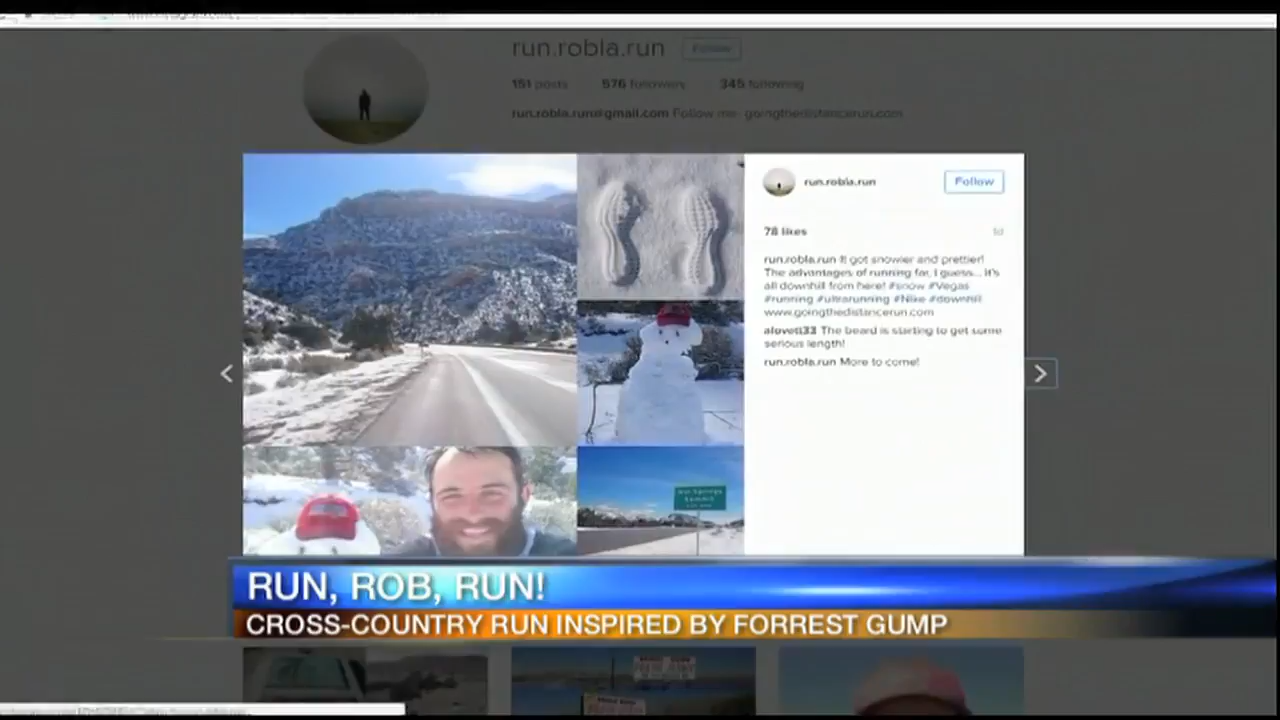 run.robla.run Follow
151 posts 576 followers 345 following
run.robla.run@gmail.com Follow me: goingthedistancerun.com
run.robla.run Follow
78 likes 1d
run.robla.run It got snowier and prettier!
The advantages of running far, I guess... it's
all downhill from here! #snow #Vegas
#running #ultrarunning #Nike #downhill
www.goingthedistancerun.com
alovett33 The beard is starting to get some
serious length!
run.robla.run More to come!
Summit
RUN, ROB, RUN!
CROSS-COUNTRY RUN INSPIRED BY FORREST GUMP